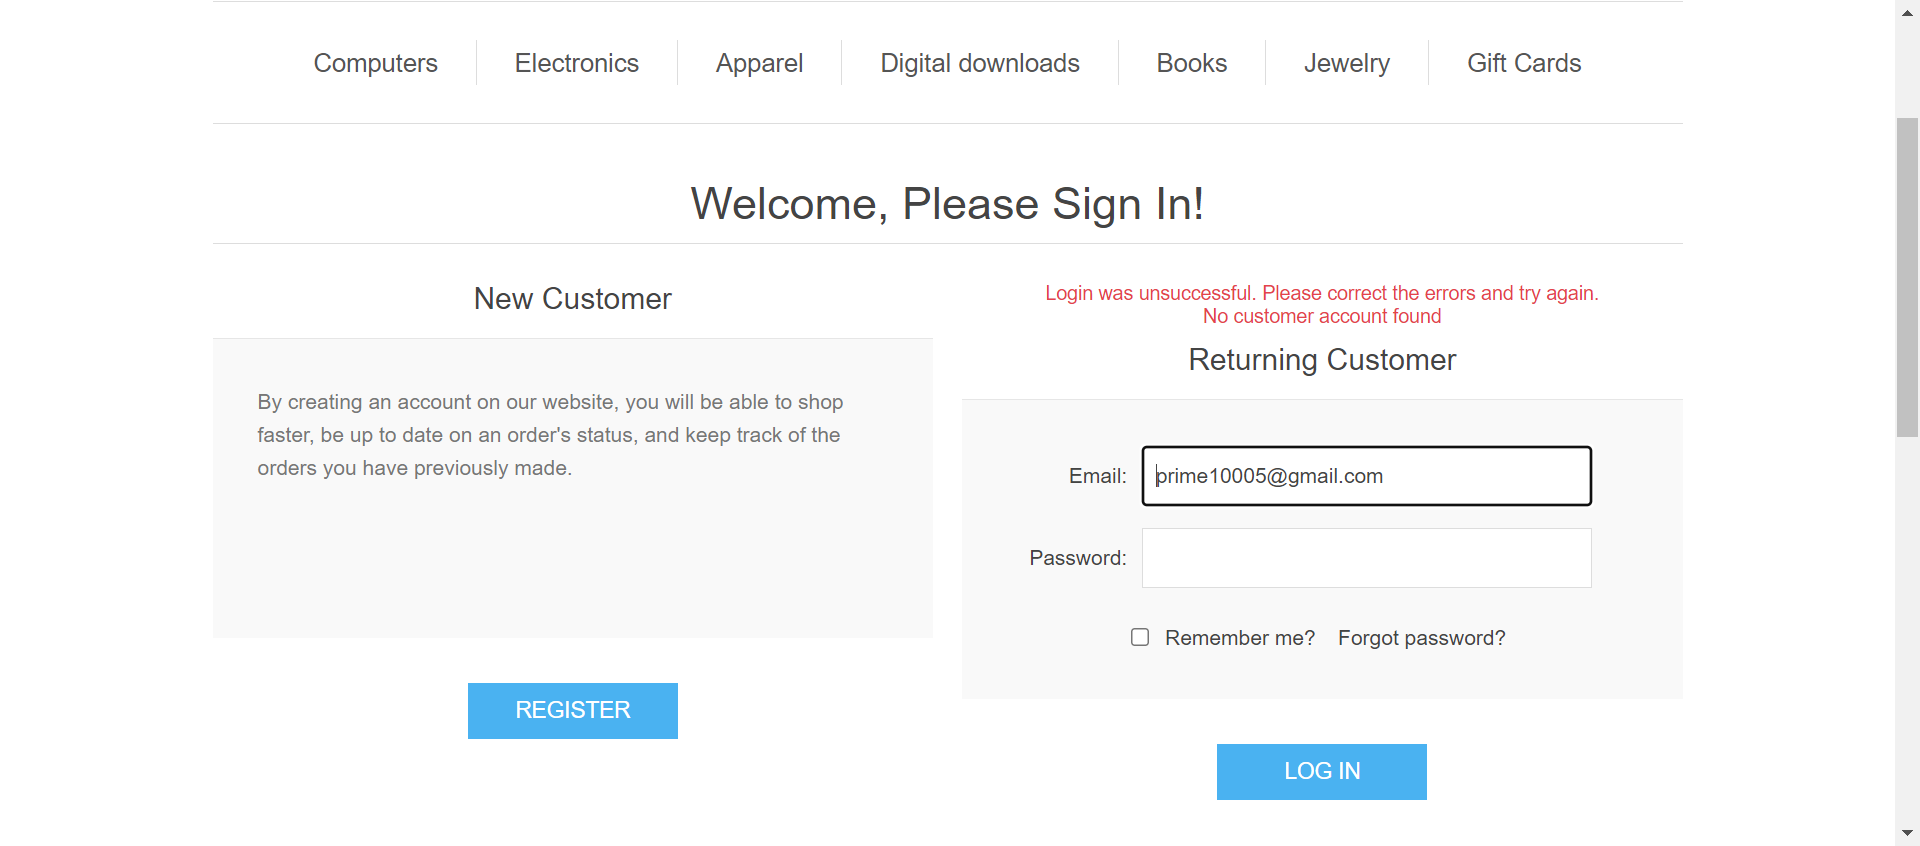 Computers
Electronics
Apparel
Digital downloads
Books
Jewelry
Gift Cards
Welcome, Please Sign In!
New Customer
By creating an account on our website, you will be able to shop
faster, be up to date on an order's status, and keep track of the
orders you have previously made.
REGISTER
Login was unsuccessful. Please correct the errors and try again.
No customer account found
Returning Customer
Email: prime10005@gmail.com
Password:
Remember me? Forgot password?
LOG IN